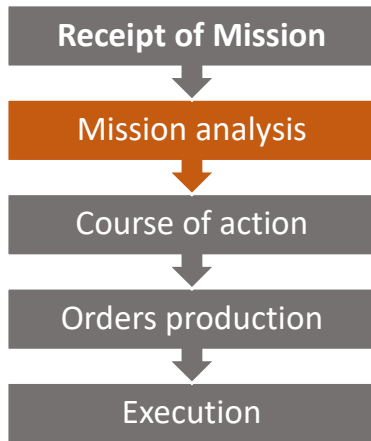 Receipt of Mission
Mission analysis
Course of action
Orders production
Execution